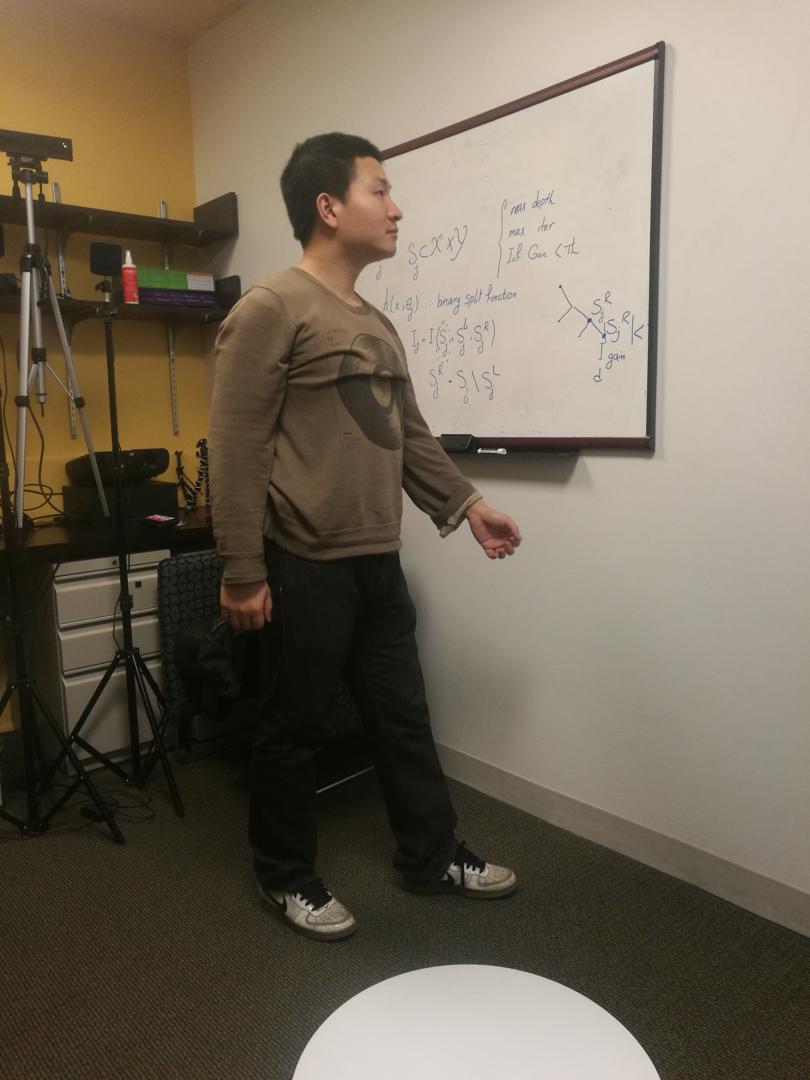 max depth
max iter
Inf. Gain < Th
S_j ⊂ X × Y
h(x, θ_j) : binary split function
I_j = I(S_j, S_j^L, S_j^R)
S_j^R = S_j \ S_j^L
S_j^R
|S_j^R| <
I gain
d